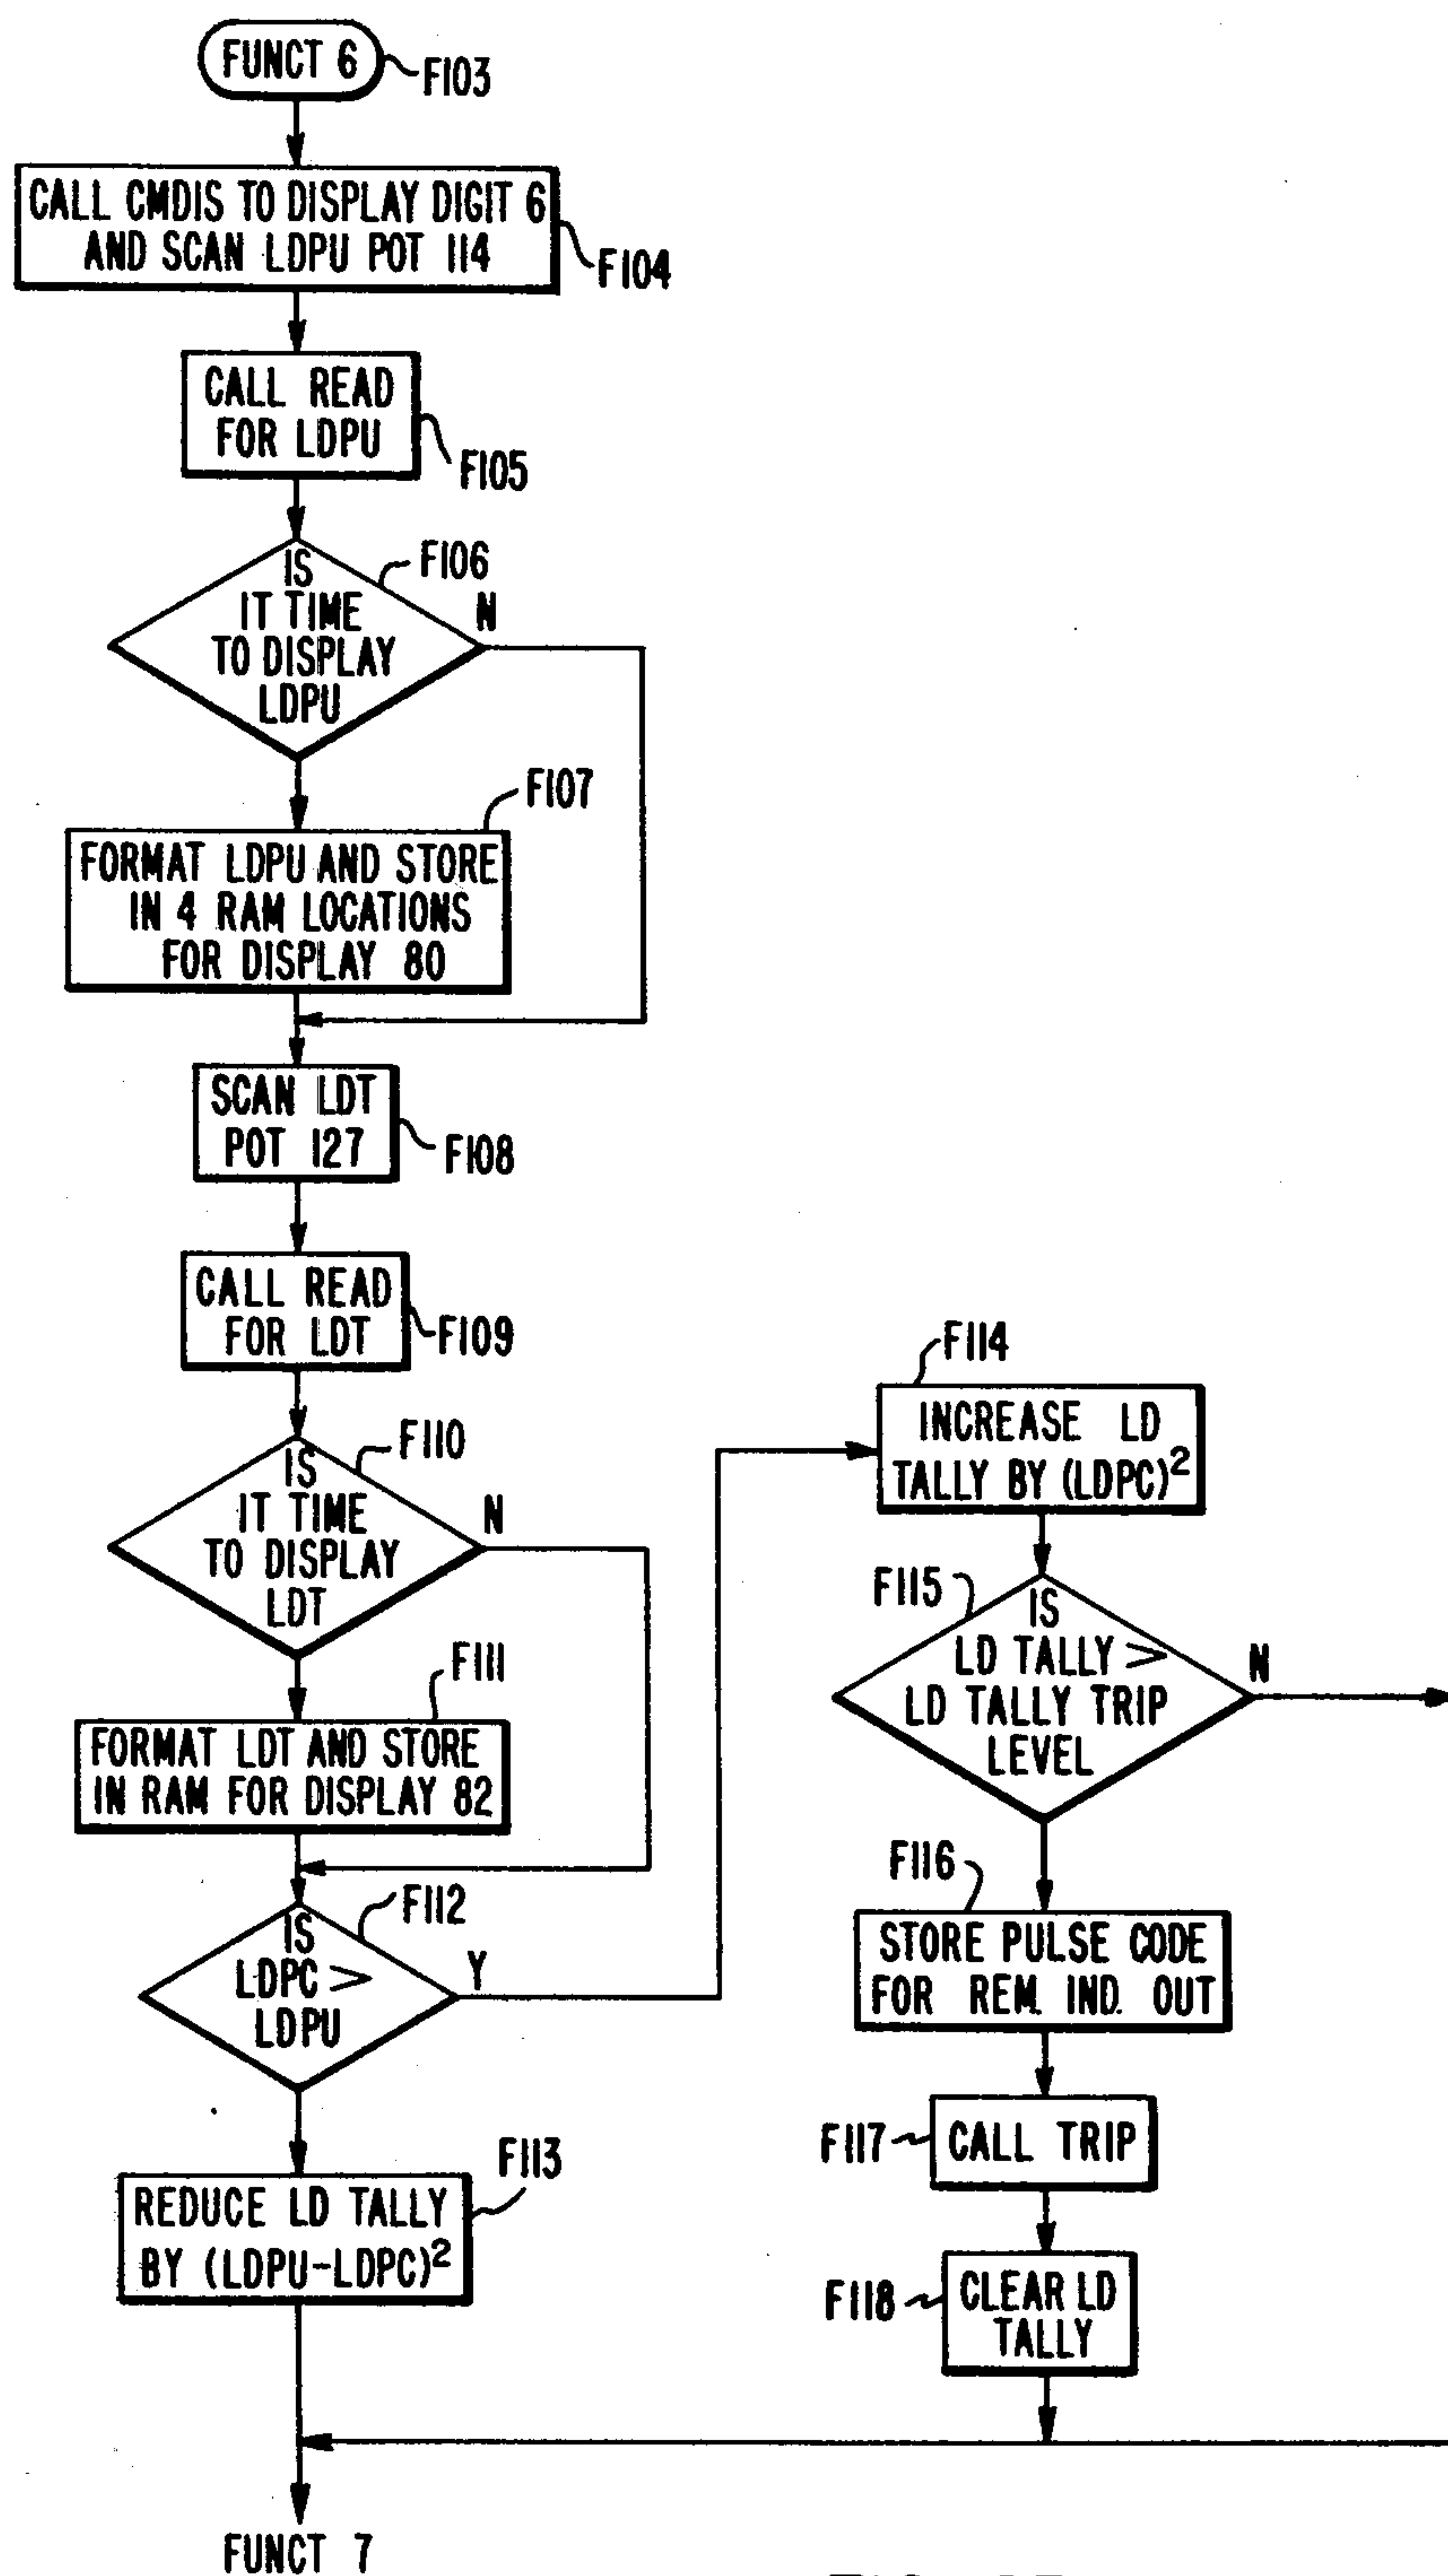 FUNCT 6
F103
CALL CMDIS TO DISPLAY DIGIT 6
AND SCAN LDPU POT 114
F104
CALL READ
FOR LDPU
F105
IS
IT TIME
TO DISPLAY
LDPU
F106
N
F107
FORMAT LDPU AND STORE
IN 4 RAM LOCATIONS
FOR DISPLAY 80
SCAN LDT
POT 127
F108
CALL READ
FOR LDT
F109
IS
IT TIME
TO DISPLAY
LDT
F110
N
F111
FORMAT LDT AND STORE
IN RAM FOR DISPLAY 82
IS
LDPC >
LDPU
F112
Y
F113
REDUCE LD TALLY
BY (LDPU-LDPC)²
F114
INCREASE LD
TALLY BY (LDPC)²
F115
IS
LD TALLY >
LD TALLY TRIP
LEVEL
N
F116
STORE PULSE CODE
FOR REM. IND. OUT
F117
CALL TRIP
F118
CLEAR LD
TALLY
FUNCT 7